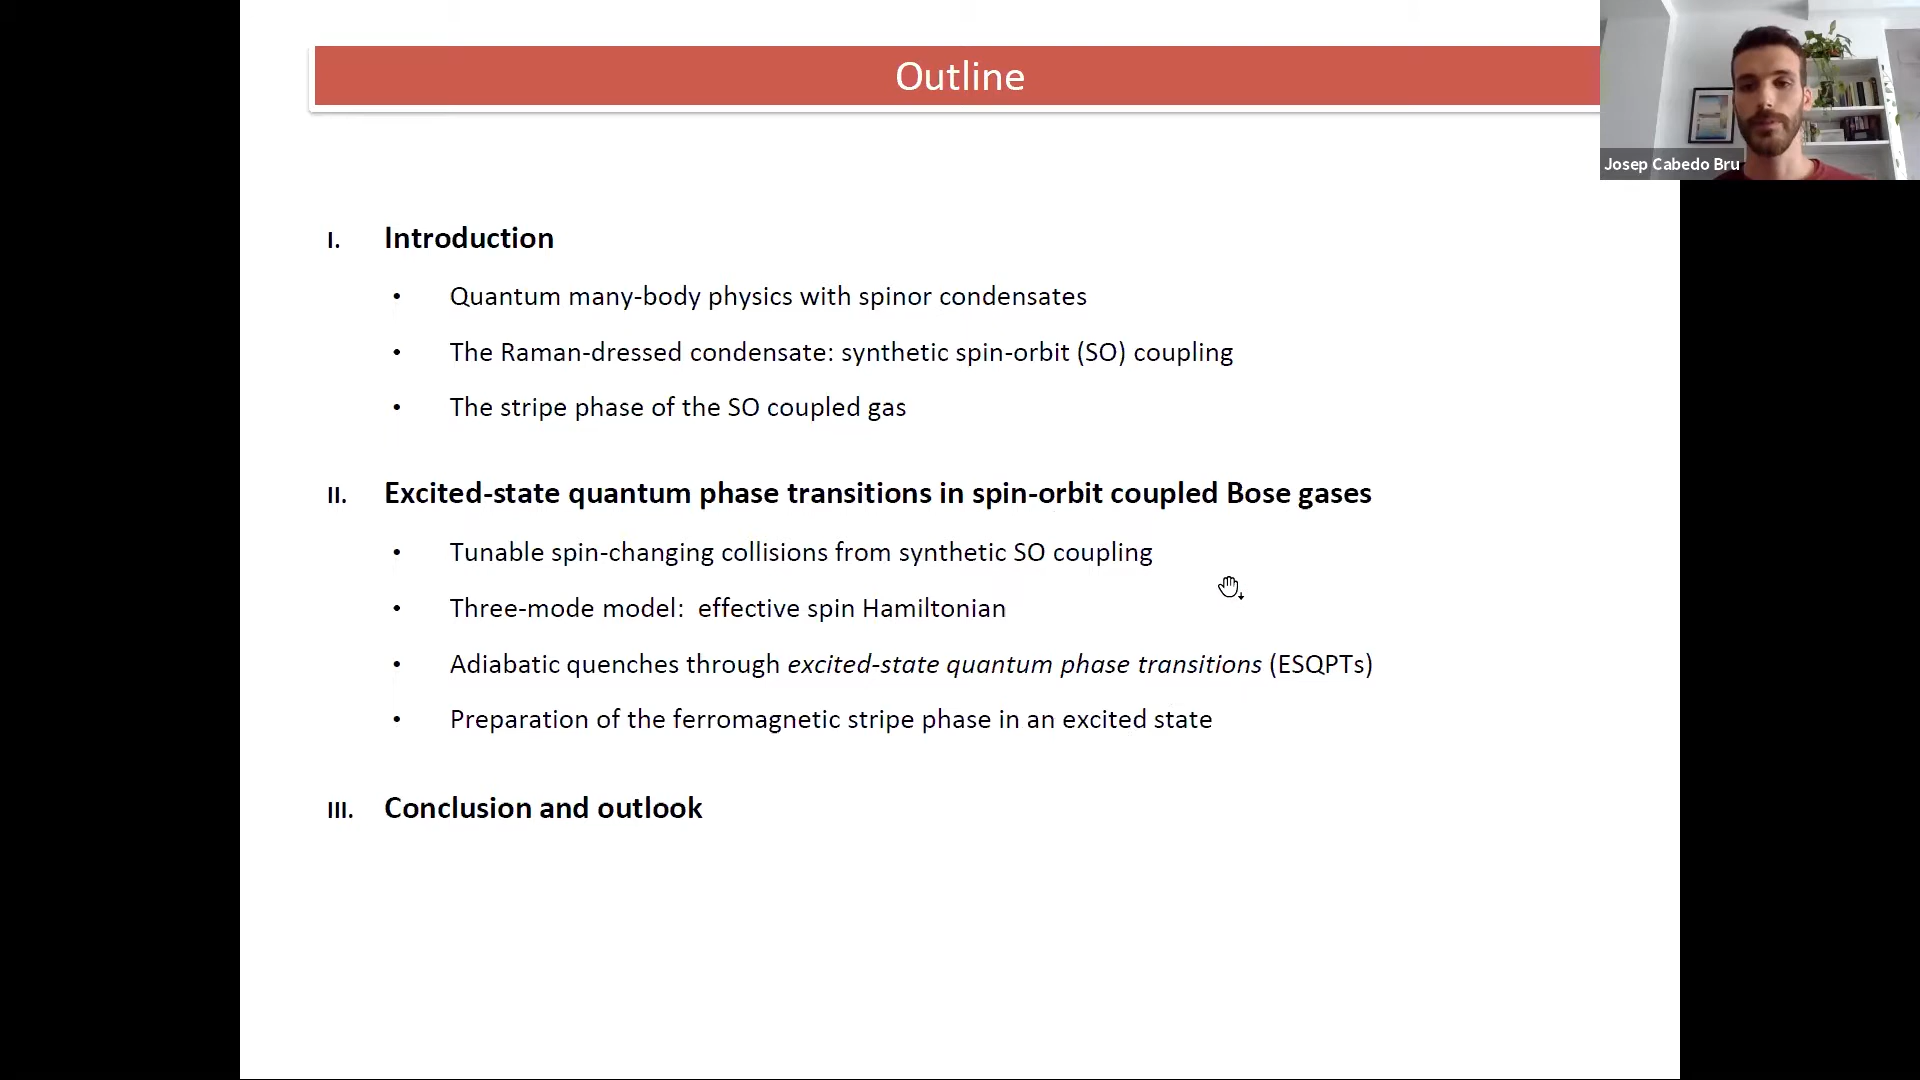 Outline
Josep Cabedo Bru
I. Introduction
• Quantum many-body physics with spinor condensates
• The Raman-dressed condensate: synthetic spin-orbit (SO) coupling
• The stripe phase of the SO coupled gas
II. Excited-state quantum phase transitions in spin-orbit coupled Bose gases
• Tunable spin-changing collisions from synthetic SO coupling
• Three-mode model: effective spin Hamiltonian
• Adiabatic quenches through excited-state quantum phase transitions (ESQPTs)
• Preparation of the ferromagnetic stripe phase in an excited state
III. Conclusion and outlook